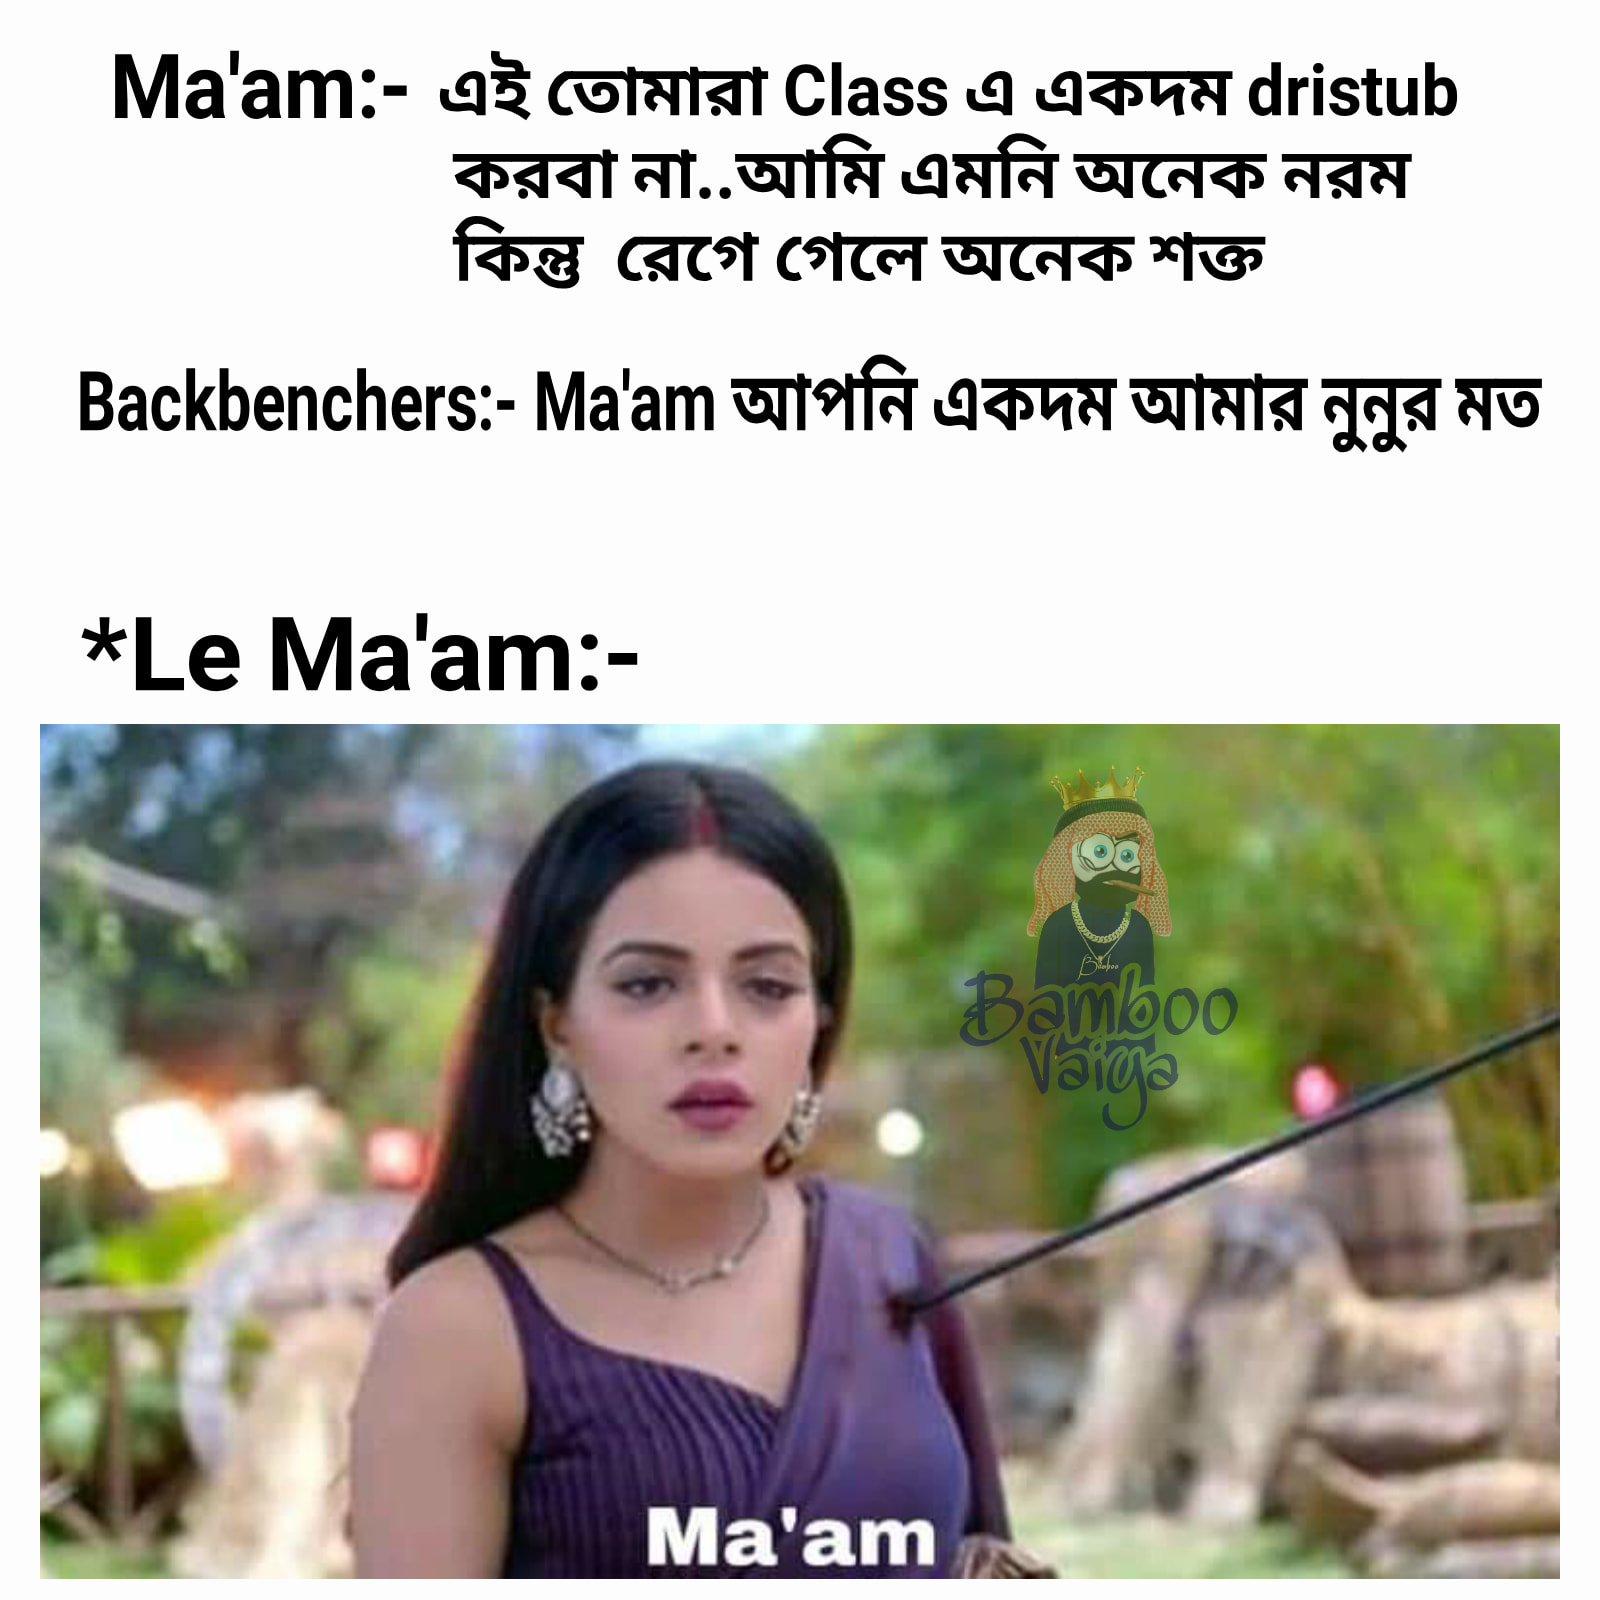 Ma'am:- এই তোমারা Class এ একদম dristub
করবা না..আমি এমনি অনেক নরম
কিন্তু রেগে গেলে অনেক শক্ত
Backbenchers:- Ma'am আপনি একদম আমার নুনুর মত
*Le Ma'am:-
Bamboo
Bamboo
Vaiya
Ma'am